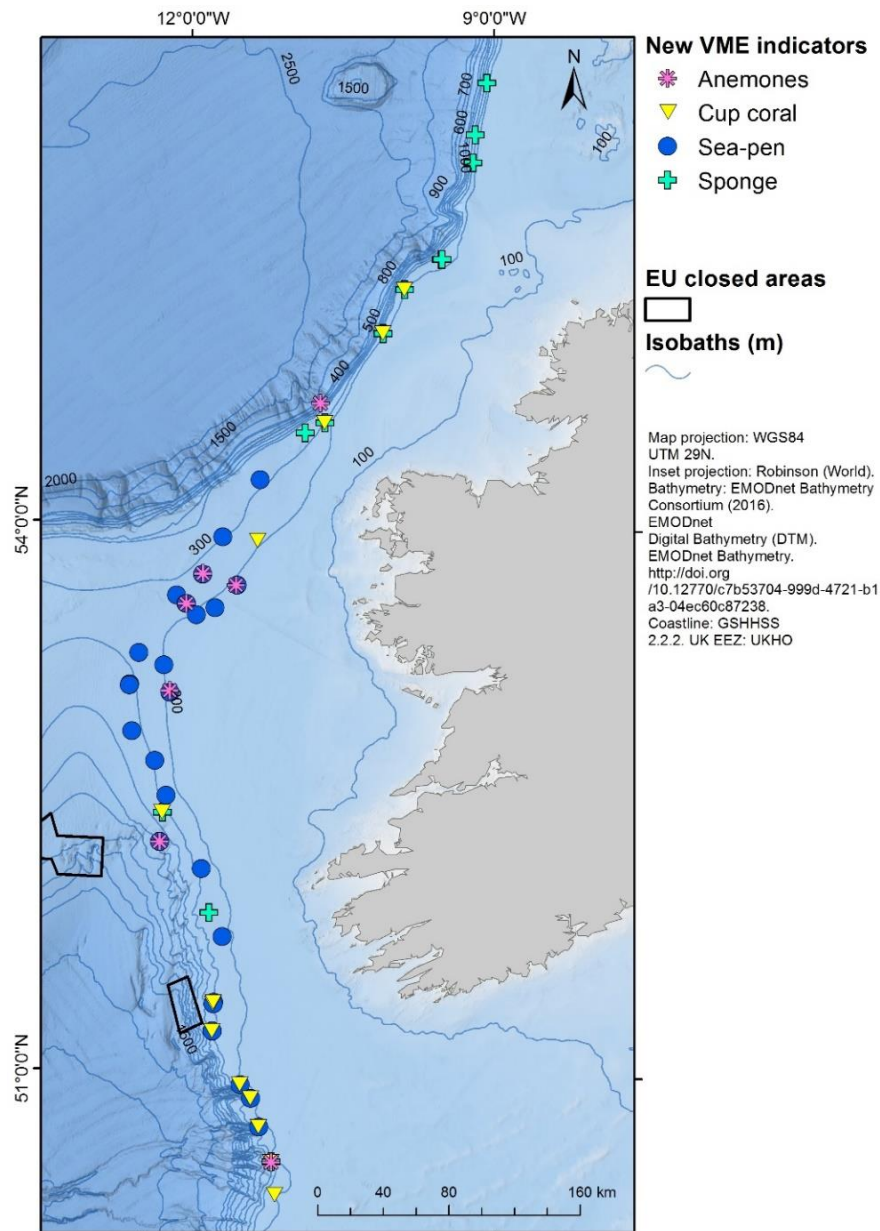 12°0'0"W
9°0'0"W
2500
1500
700
600
1000
100
900
100
800
500
400
1500
100
2000
54°0'0"N
300
200
1600
51°0'0"N
0 40 80 160 km
N
New VME indicators
Anemones
Cup coral
Sea-pen
Sponge
EU closed areas
Isobaths (m)
Map projection: WGS84
UTM 29N.
Inset projection: Robinson (World).
Bathymetry: EMODnet Bathymetry
Consortium (2016).
EMODnet
Digital Bathymetry (DTM).
EMODnet Bathymetry.
http://doi.org
/10.12770/c7b53704-999d-4721-b1
a3-04ec60c87238.
Coastline: GSHHSS
2.2.2. UK EEZ: UKHO